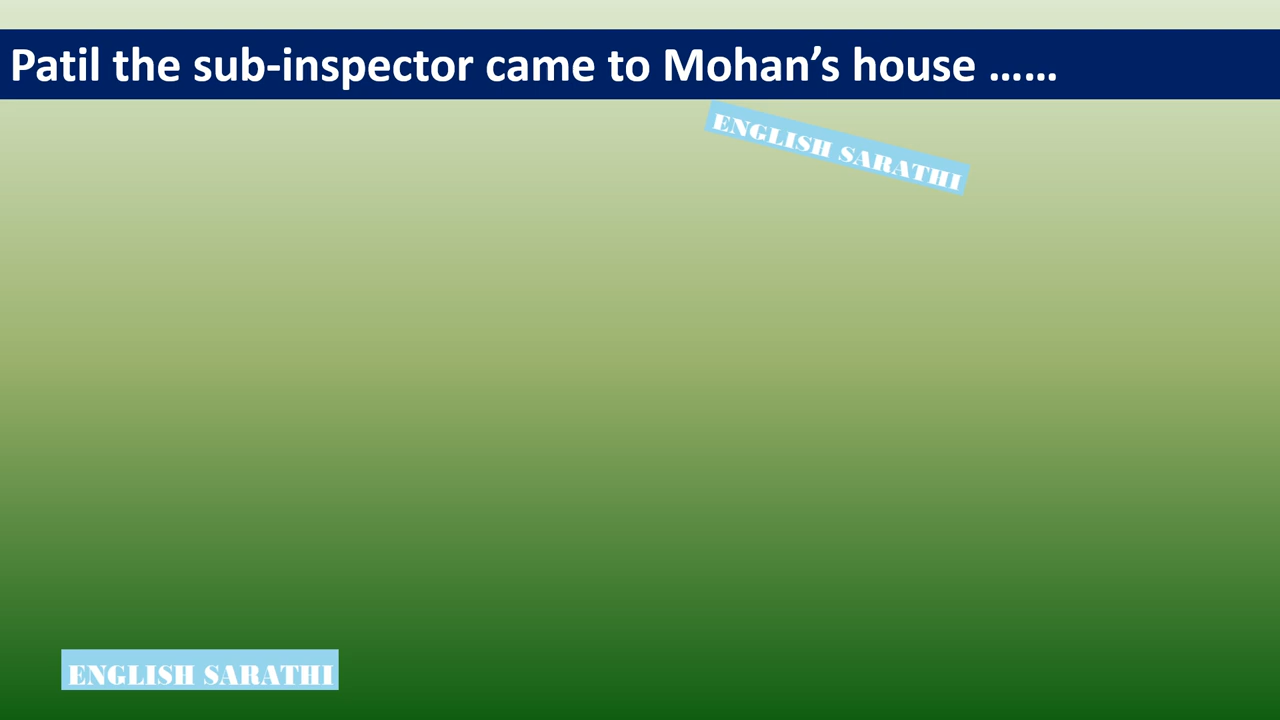 Patil the sub-inspector came to Mohan’s house ……
ENGLISH SARATHI
ENGLISH SARATHI